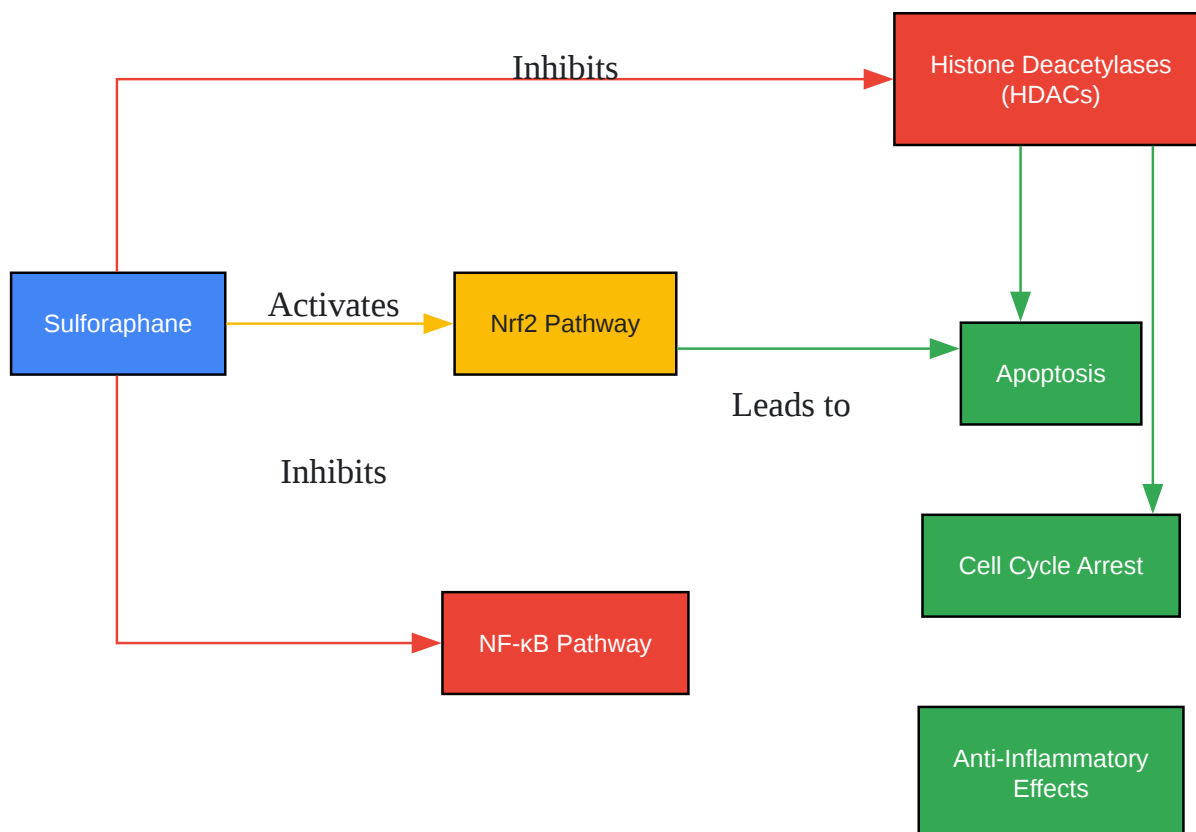 Inhibits
Histone Deacetylases
(HDACs)
Sulforaphane
Activates
Nrf2 Pathway
Leads to
Apoptosis
Inhibits
Cell Cycle Arrest
NF-κB Pathway
Anti-Inflammatory
Effects